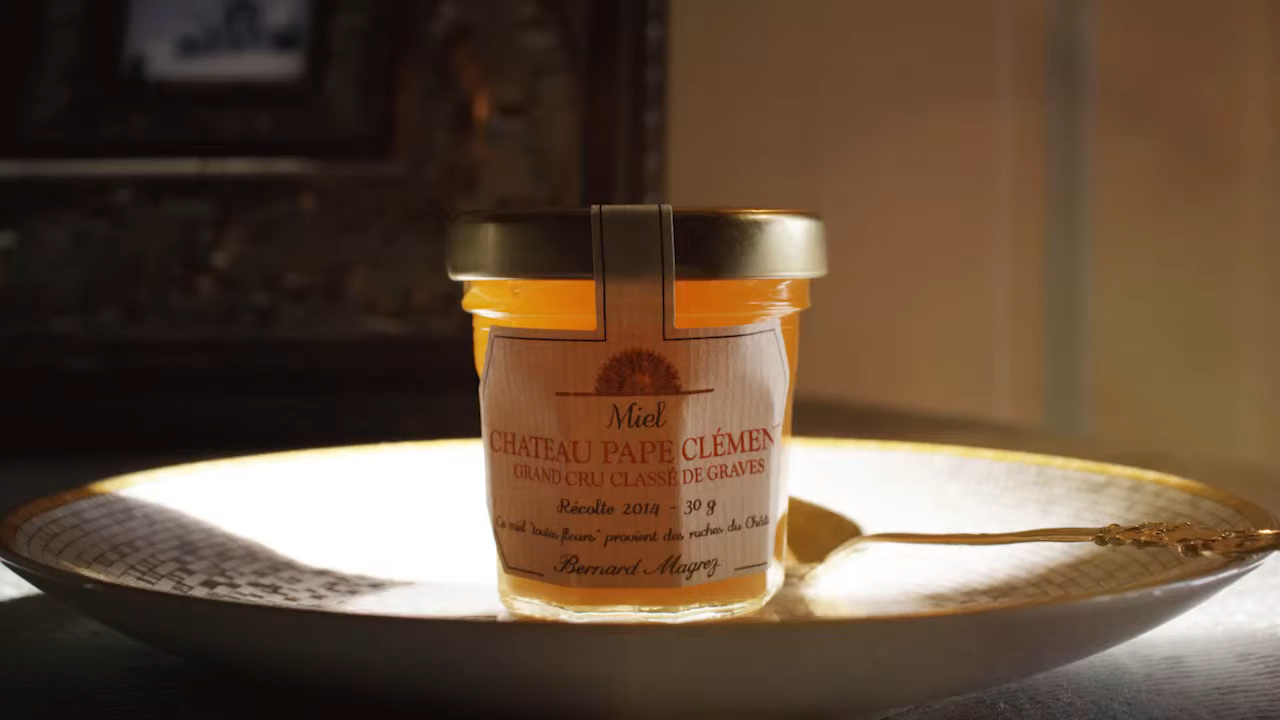 Miel
CHATEAU PAPE CLÉMEN
GRAND CRU CLASSÉ DE GRAVES
Récolte 2014 - 30 g
Ce miel "toutes fleurs" provient des ruches du Châte
Bernard Magrez